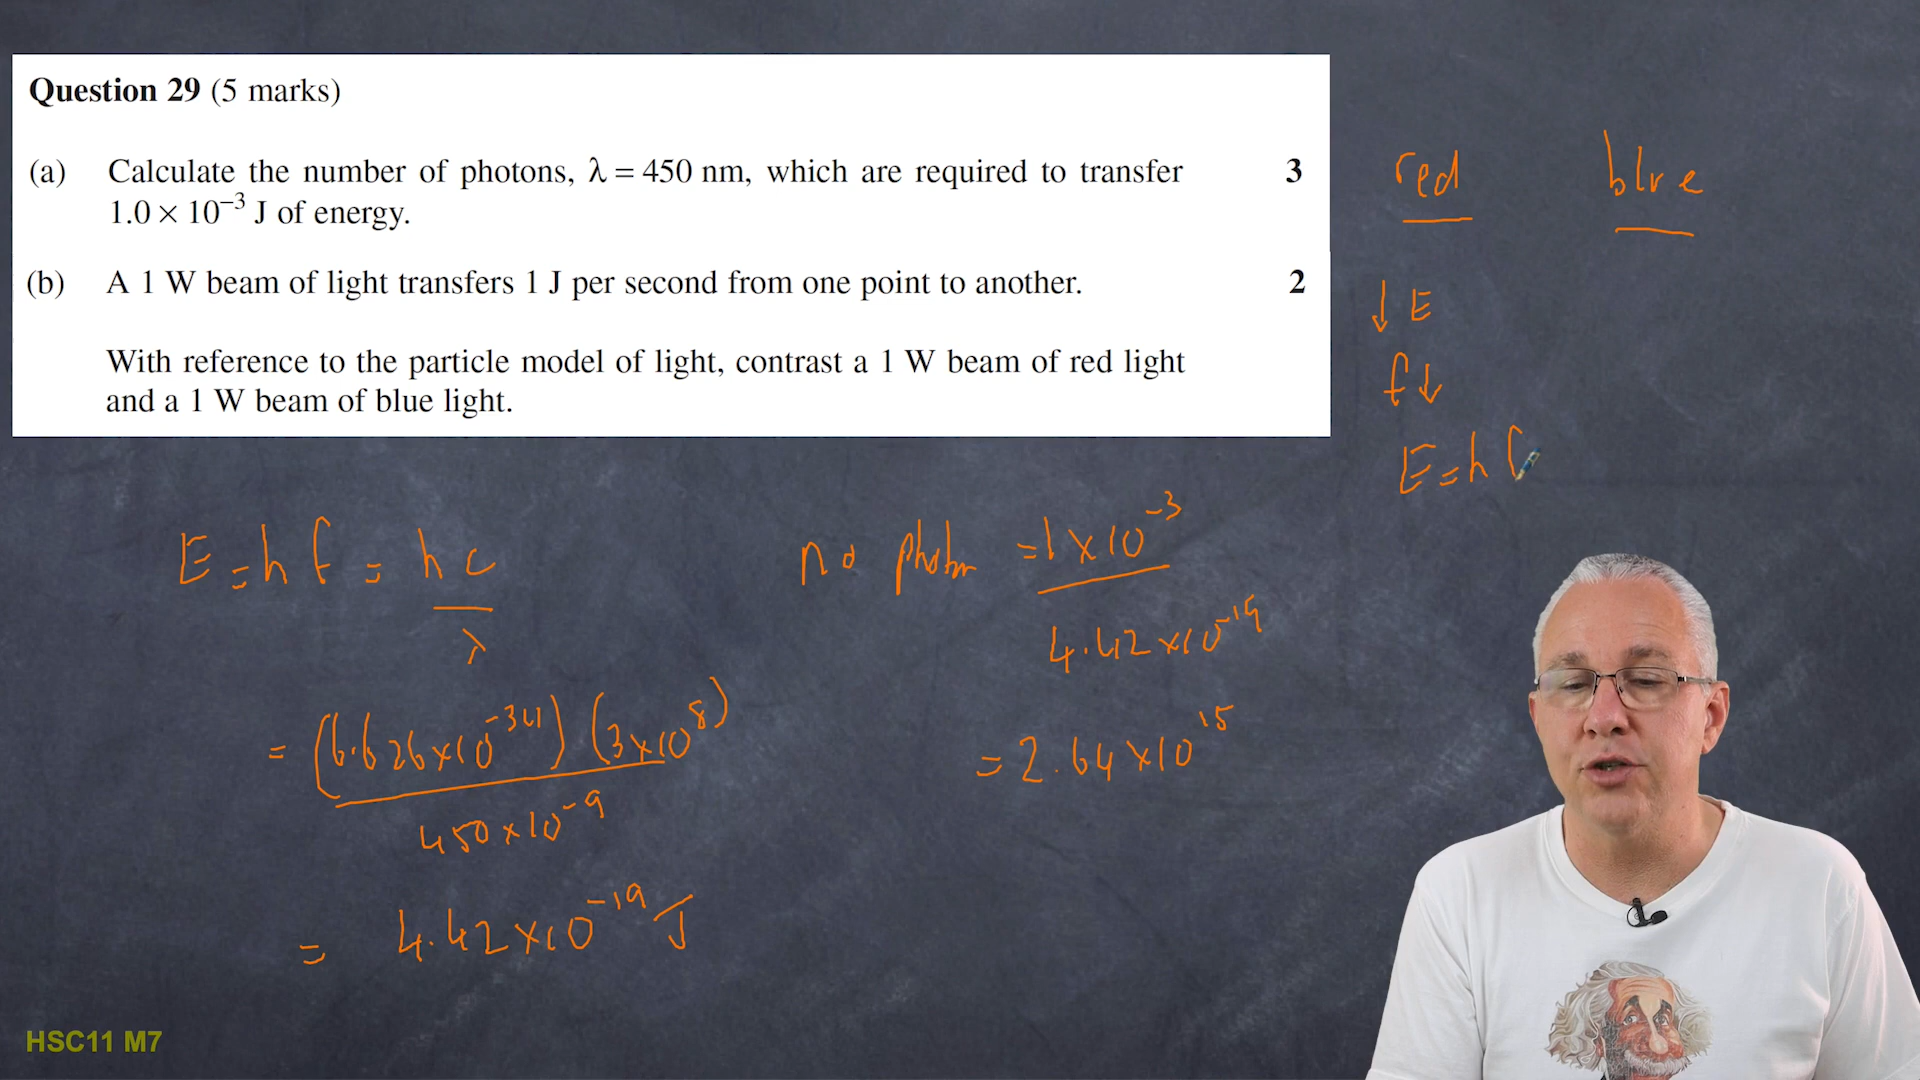 Question 29 (5 marks)
(a) Calculate the number of photons, λ = 450 nm, which are required to transfer 3
1.0 × 10⁻³ J of energy.
(b) A 1 W beam of light transfers 1 J per second from one point to another. 2
With reference to the particle model of light, contrast a 1 W beam of red light
and a 1 W beam of blue light.
red blue
↓ E
f ↓
E = h f
E = h f = h c
λ
= (6.626 × 10⁻³⁴) (3 × 10⁸)
450 × 10⁻⁹
= 4.42 × 10⁻¹⁹ J
no photon = 1 × 10⁻³
4.42 × 10⁻¹⁹
= 2.64 × 10¹⁵
HSC11 M7